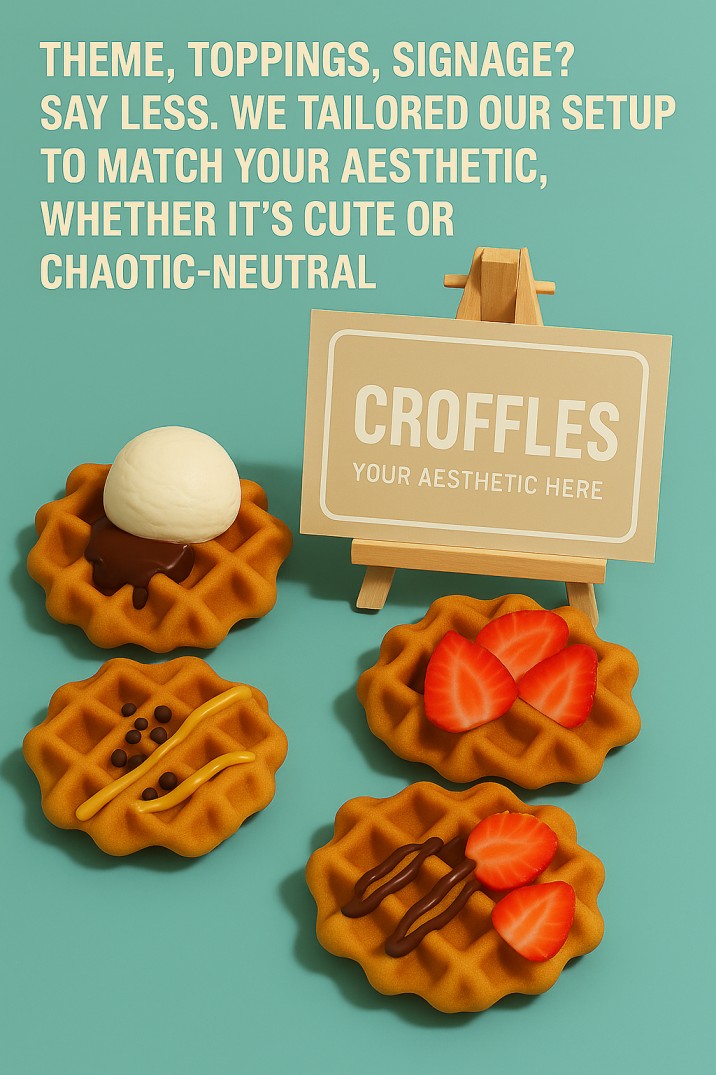 THEME, TOPPINGS, SIGNAGE?
SAY LESS. WE TAILORED OUR SETUP
TO MATCH YOUR AESTHETIC,
WHETHER IT'S CUTE OR
CHAOTIC-NEUTRAL
CROFFLES
YOUR AESTHETIC HERE